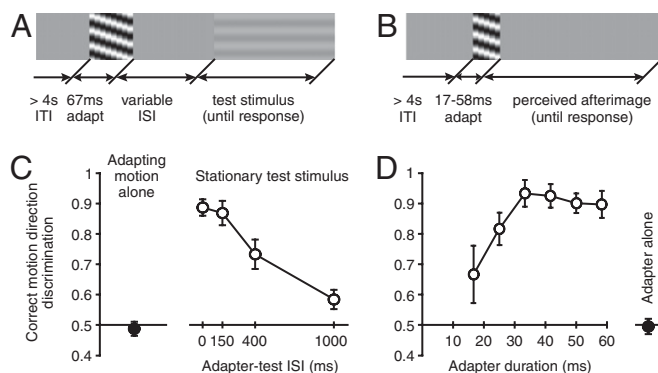 A
> 4s 67ms variable test stimulus
ITI adapt ISI (until response)
B
> 4s 17-58ms perceived afterimage
ITI adapt (until response)
C
Adapting
motion
alone
Stationary test stimulus
Correct motion direction
discrimination
1
0.9
0.8
0.7
0.6
0.5
0.4
0 150 400 1000
Adapter-test ISI (ms)
D
1
0.9
0.8
0.7
0.6
0.5
0.4
10 20 30 40 50 60
Adapter duration (ms)
Adapter alone